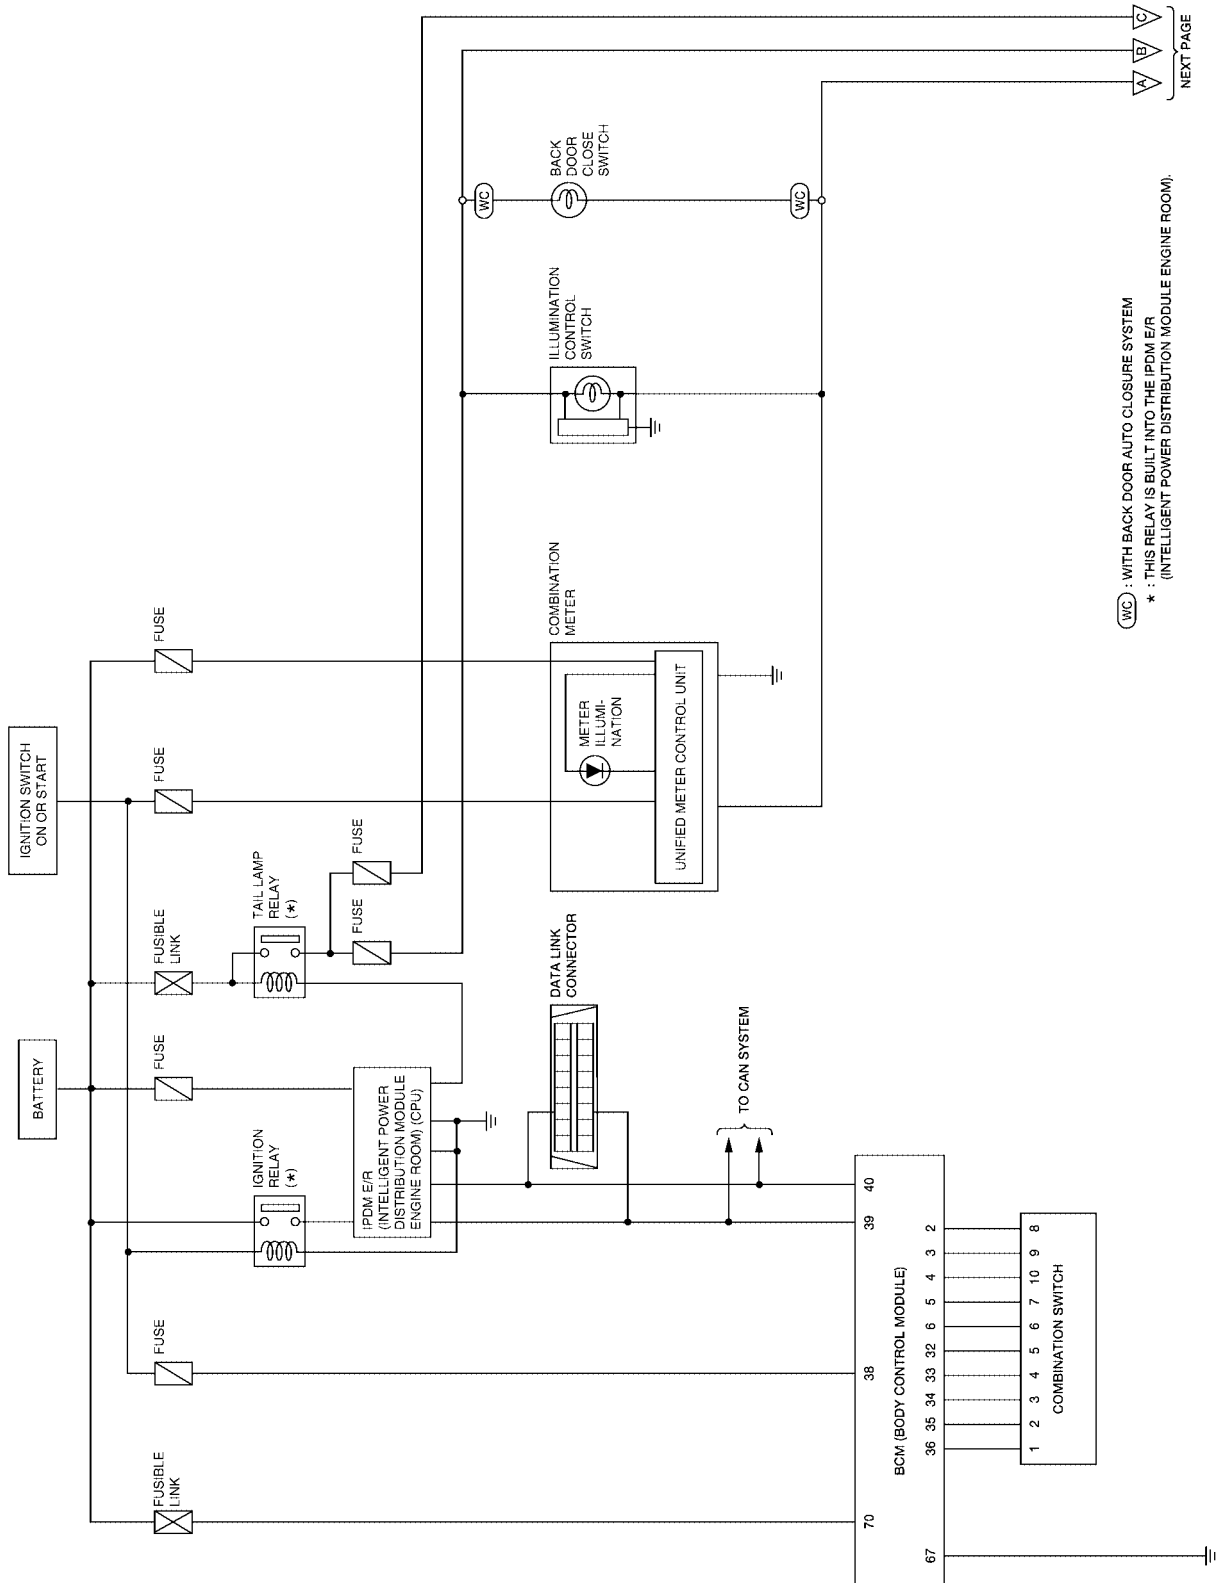 BATTERY
IGNITION SWITCH
ON OR START
FUSIBLE
LINK
FUSE
IGNITION
RELAY
(*)
FUSE
FUSIBLE
LINK
TAIL LAMP
RELAY
(*)
FUSE
FUSE
FUSE
FUSE
IPDM E/R
(INTELLIGENT POWER
DISTRIBUTION MODULE
ENGINE ROOM) (CPU)
DATA LINK
CONNECTOR
COMBINATION
METER
METER
ILLUMI-
NATION
UNIFIED METER CONTROL UNIT
ILLUMINATION
CONTROL
SWITCH
BACK
DOOR
CLOSE
SWITCH
WC
WC
C
B
A
NEXT PAGE
TO CAN SYSTEM
70
38
39
40
BCM (BODY CONTROL MODULE)
67
36
35
34
33
32
6
5
4
3
2
1
2
3
4
5
6
7
10
9
8
COMBINATION SWITCH
WC : WITH BACK DOOR AUTO CLOSURE SYSTEM
* : THIS RELAY IS BUILT INTO THE IPDM E/R
(INTELLIGENT POWER DISTRIBUTION MODULE ENGINE ROOM).